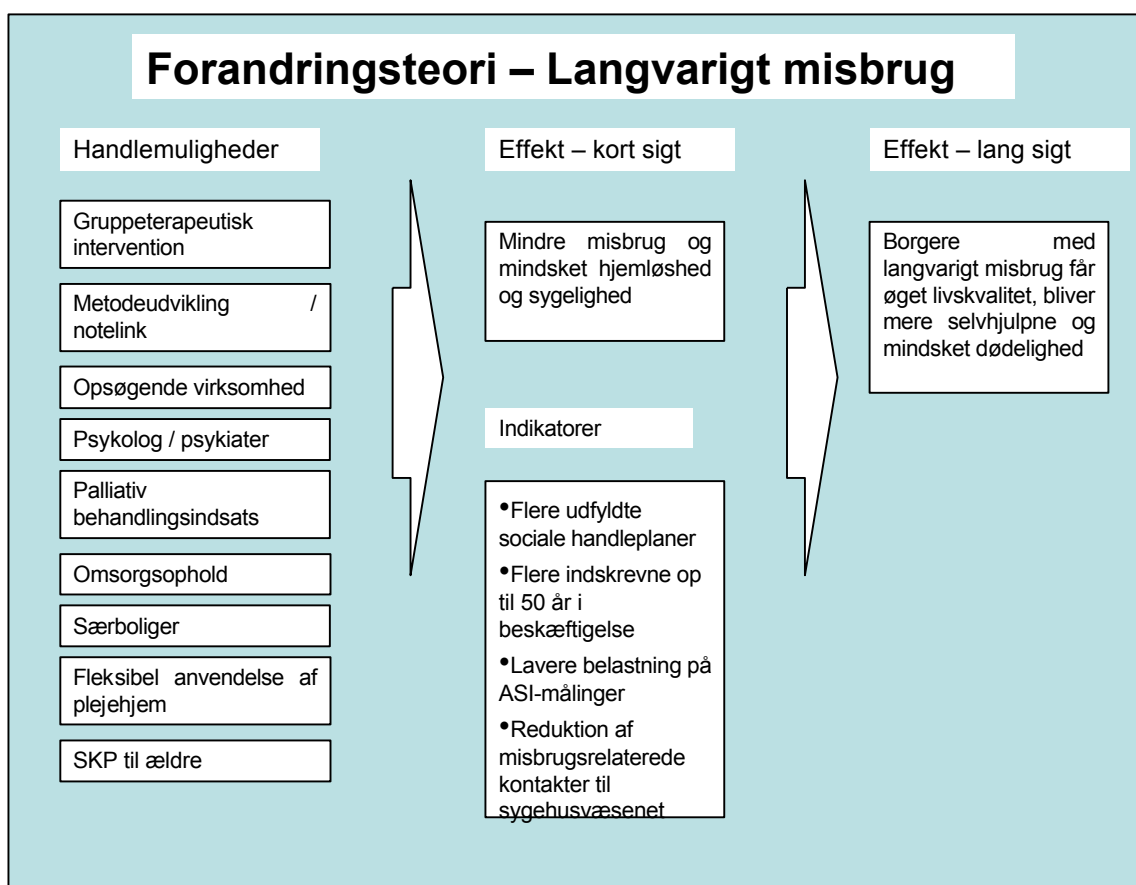 Forandringsteori – Langvarigt misbrug
Handlemuligheder
Gruppeterapeutisk
intervention
Metodeudvikling /
notelink
Opsøgende virksomhed
Psykolog / psykiater
Palliativ
behandlingsindsats
Omsorgsophold
Særboliger
Fleksibel anvendelse af
plejehjem
SKP til ældre
Effekt – kort sigt
Mindre misbrug og
mindsket hjemløshed
og sygelighed
Indikatorer
•Flere udfyldte
sociale handleplaner
•Flere indskrevne op
til 50 år i
beskæftigelse
•Lavere belastning på
ASI-målinger
•Reduktion af
misbrugsrelaterede
kontakter til
sygehusvæsenet
Effekt – lang sigt
Borgere med
langvarigt misbrug får
øget livskvalitet, bliver
mere selvhjulpne og
mindsket dødelighed